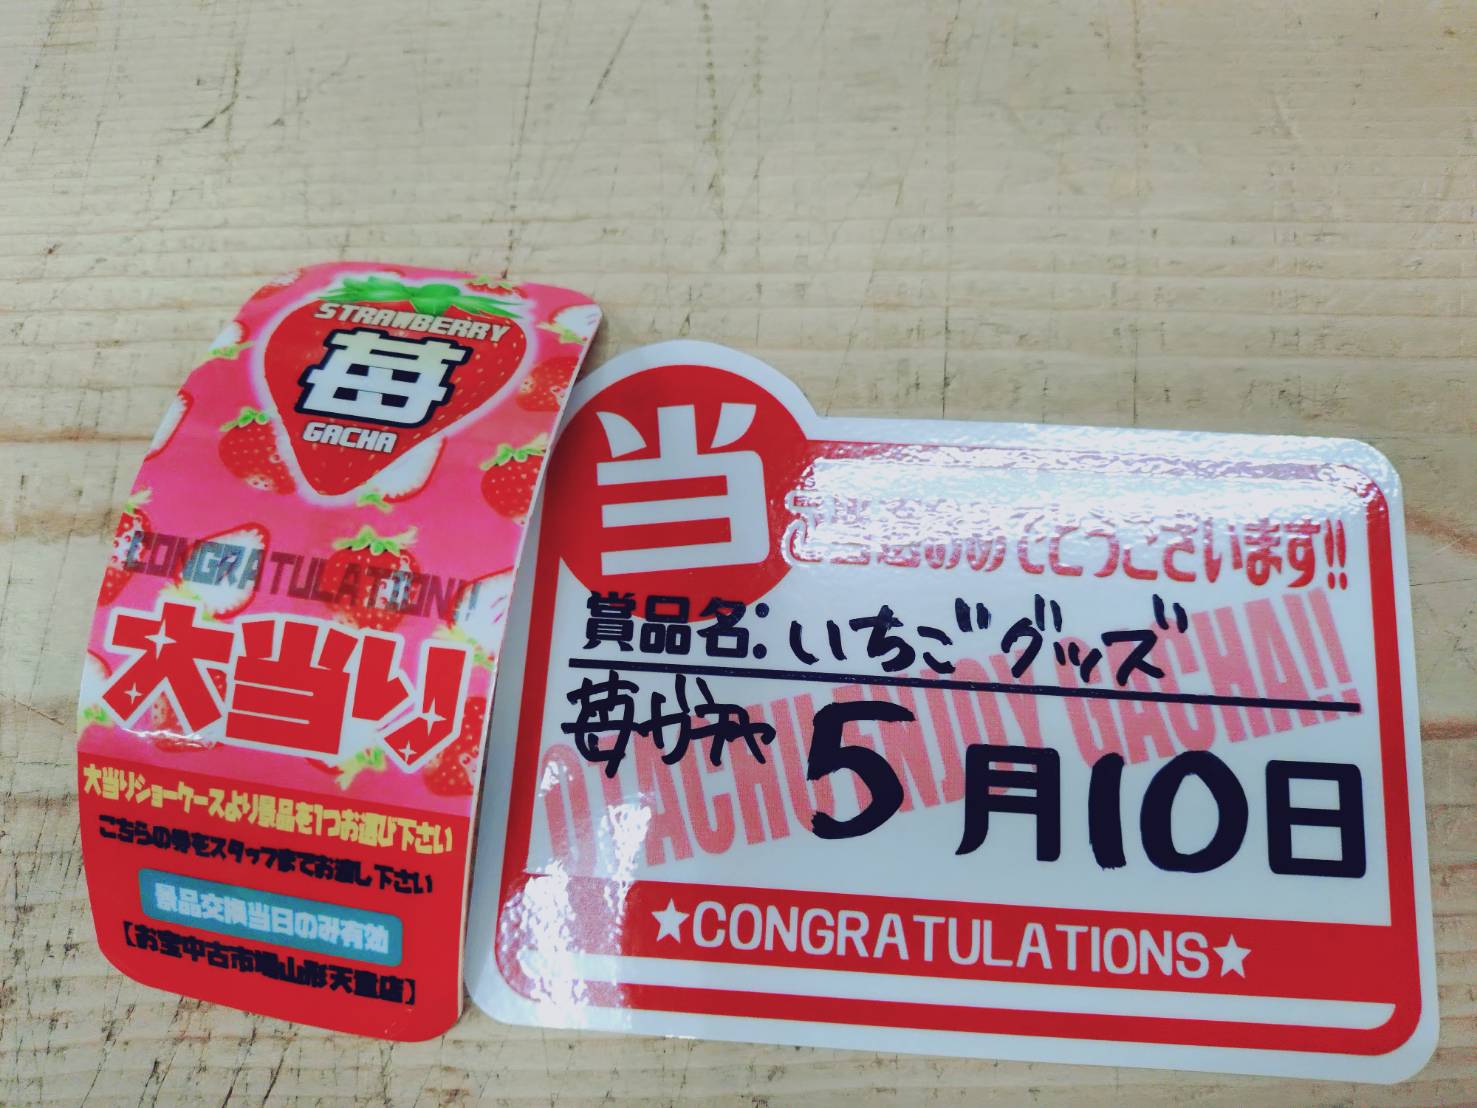 STRAWBERRY
苺
GACHA
CONGRATULATION!!
大当り
大当りショーケースより景品を1つお選び下さい
こちらの券をスタッフまでお渡し下さい
景品交換当日のみ有効
【お宝中古市場山形天童店】
当
ご当選おめでとうございます!!
賞品名:いちごグッズ
苺ガチャ 5月10日
ENJOY GACHA!!
★CONGRATULATIONS★